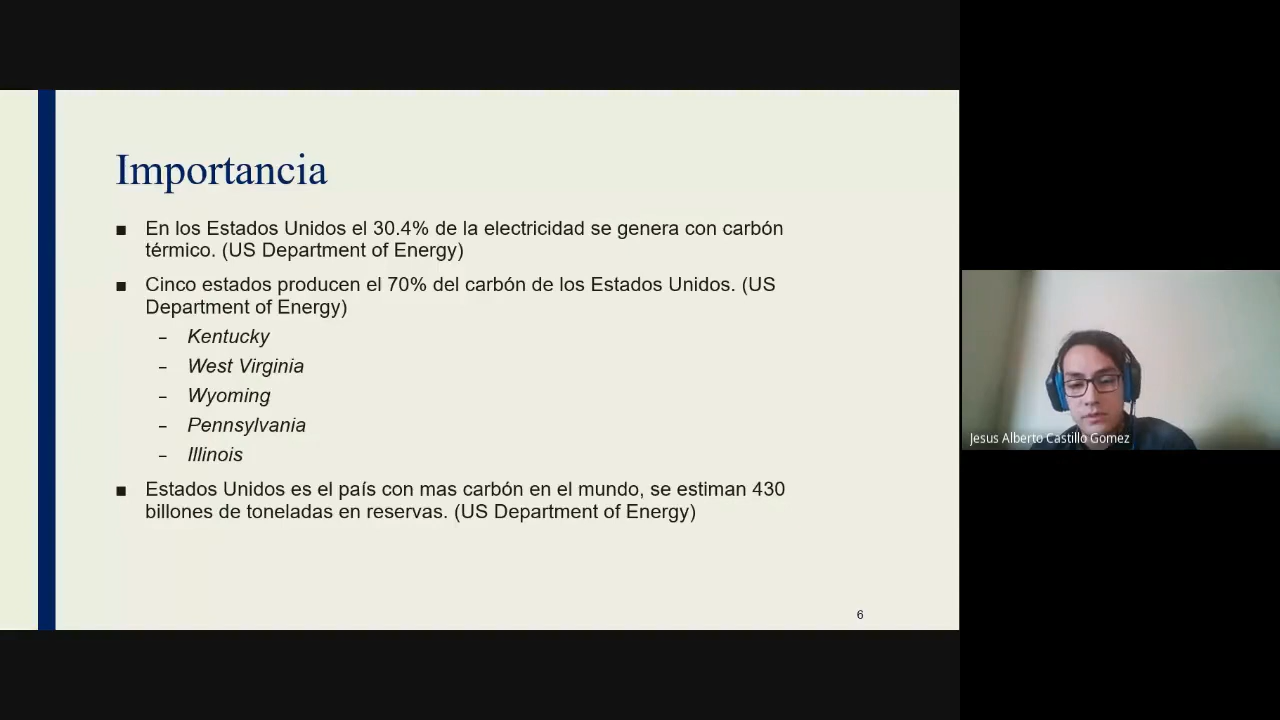 Importancia
■ En los Estados Unidos el 30.4% de la electricidad se genera con carbón
térmico. (US Department of Energy)
■ Cinco estados producen el 70% del carbón de los Estados Unidos. (US
Department of Energy)
– Kentucky
– West Virginia
– Wyoming
– Pennsylvania
– Illinois
■ Estados Unidos es el país con mas carbón en el mundo, se estiman 430
billones de toneladas en reservas. (US Department of Energy)
6
Jesus Alberto Castillo Gomez